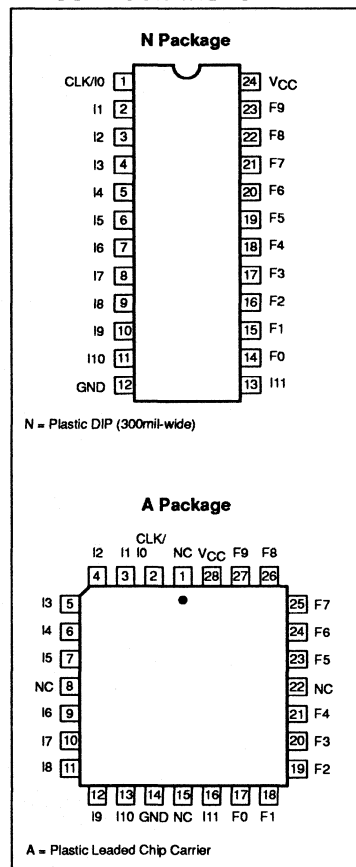 N Package
CLK/I0 1 24 VCC
I1 2 23 F9
I2 3 22 F8
I3 4 21 F7
I4 5 20 F6
I5 6 19 F5
I6 7 18 F4
I7 8 17 F3
I8 9 16 F2
I9 10 15 F1
I10 11 14 F0
GND 12 13 I11
N = Plastic DIP (300mil-wide)
A Package
CLK/
I2 I1 I0 NC VCC F9 F8
4 3 2 1 28 27 26
I3 5 25 F7
I4 6 24 F6
I5 7 23 F5
NC 8 22 NC
I6 9 21 F4
I7 10 20 F3
I8 11 19 F2
12 13 14 15 16 17 18
I9 I10 GND NC I11 F0 F1
A = Plastic Leaded Chip Carrier